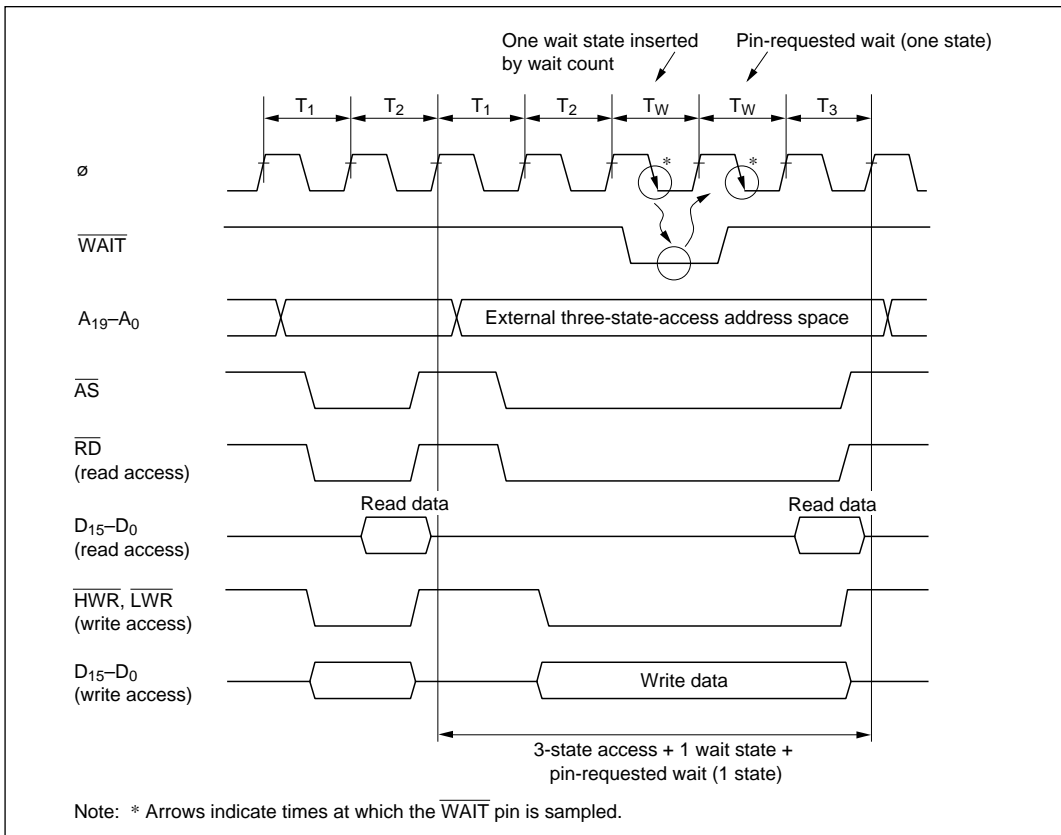 One wait state inserted
by wait count
Pin-requested wait (one state)
T1 T2 T1 T2 TW TW T3
ø
* *
WAIT
A19–A0
External three-state-access address space
AS
RD
(read access)
Read data Read data
D15–D0
(read access)
HWR, LWR
(write access)
D15–D0
(write access)
Write data
3-state access + 1 wait state +
pin-requested wait (1 state)
Note: * Arrows indicate times at which the WAIT pin is sampled.